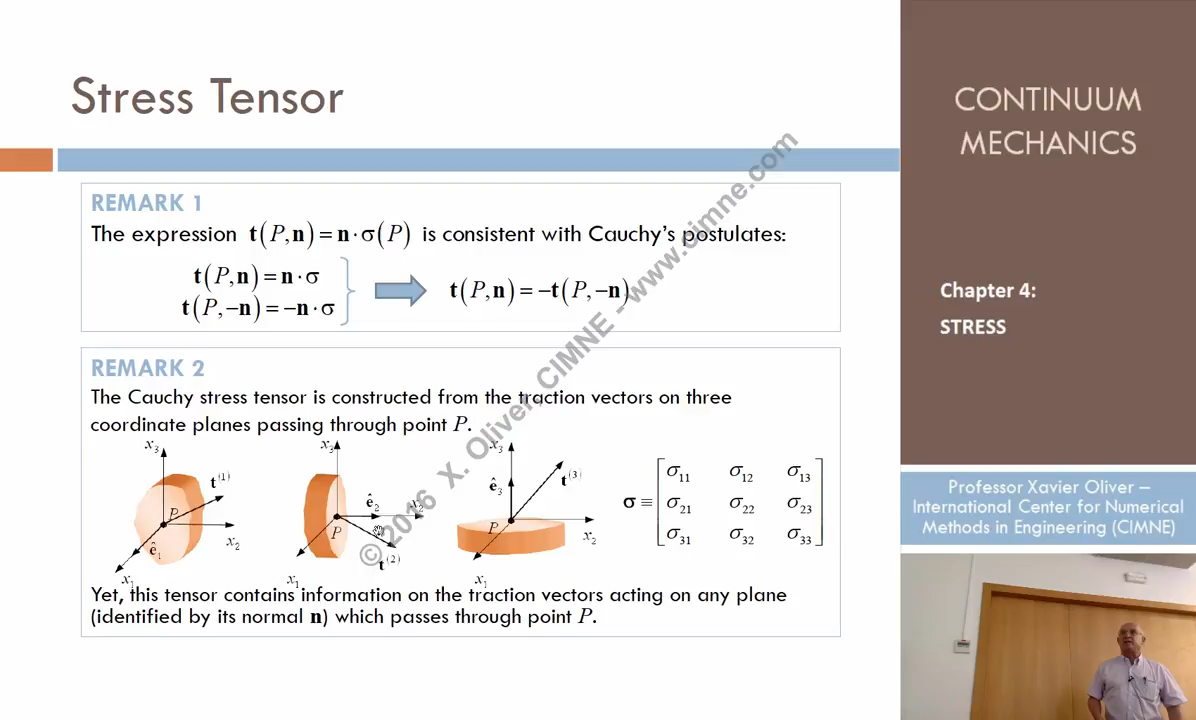 Stress Tensor
REMARK 1
The expression t(P,n) = n·σ(P) is consistent with Cauchy's postulates:
t(P,n) = n·σ
t(P,−n) = −n·σ
t(P,n) = −t(P,−n)
REMARK 2
The Cauchy stress tensor is constructed from the traction vectors on three
coordinate planes passing through point P.
x₃ t⁽¹⁾ P ê₁ x₂ x₁
x₃ ê₂ x₂ P t⁽²⁾ x₁
x₃ ê₃ t⁽³⁾ P x₂ x₁
σ ≡ [σ₁₁ σ₁₂ σ₁₃
σ₂₁ σ₂₂ σ₂₃
σ₃₁ σ₃₂ σ₃₃]
Yet, this tensor contains information on the traction vectors acting on any plane
(identified by its normal n) which passes through point P.
© 2016 X. Oliver, CIMNE - www.cimne.com
CONTINUUM
MECHANICS
Chapter 4:
STRESS
Professor Xavier Oliver –
International Center for Numerical
Methods in Engineering (CIMNE)